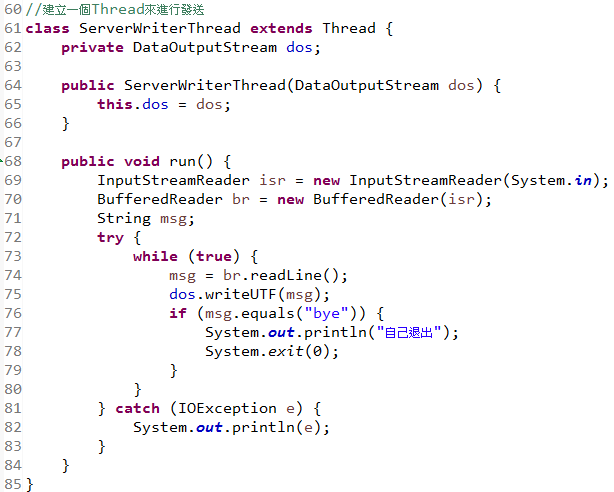 60 //建立一個Thread來進行發送
61 class ServerWriterThread extends Thread {
62     private DataOutputStream dos;
63
64     public ServerWriterThread(DataOutputStream dos) {
65         this.dos = dos;
66     }
67
68     public void run() {
69         InputStreamReader isr = new InputStreamReader(System.in);
70         BufferedReader br = new BufferedReader(isr);
71         String msg;
72         try {
73             while (true) {
74                 msg = br.readLine();
75                 dos.writeUTF(msg);
76                 if (msg.equals("bye")) {
77                     System.out.println("自己退出");
78                     System.exit(0);
79                 }
80             }
81         } catch (IOException e) {
82             System.out.println(e);
83         }
84     }
85 }